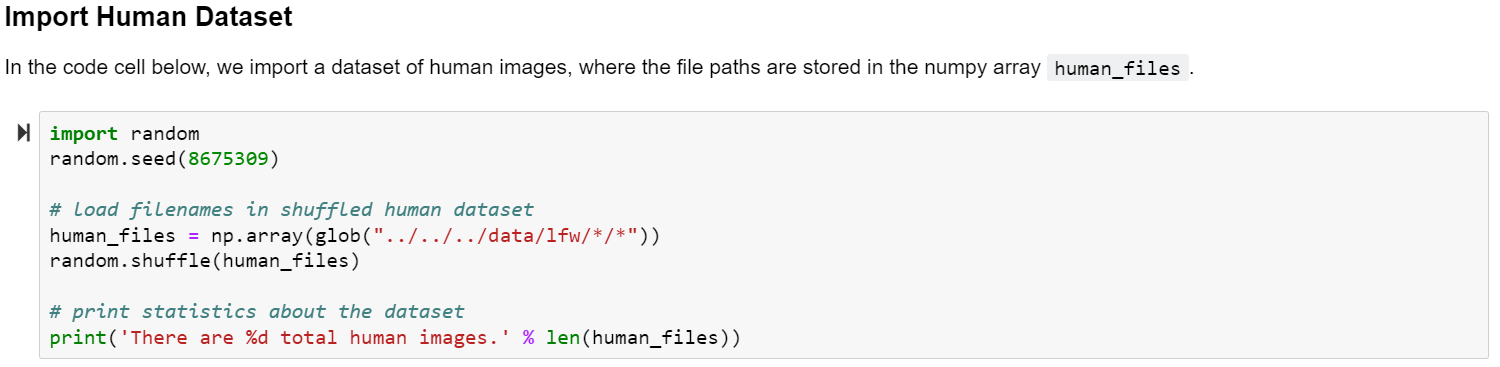 Import Human Dataset
In the code cell below, we import a dataset of human images, where the file paths are stored in the numpy array human_files .
import random
random.seed(8675309)
# load filenames in shuffled human dataset
human_files = np.array(glob("../../../data/lfw/*/*"))
random.shuffle(human_files)
# print statistics about the dataset
print('There are %d total human images.' % len(human_files))